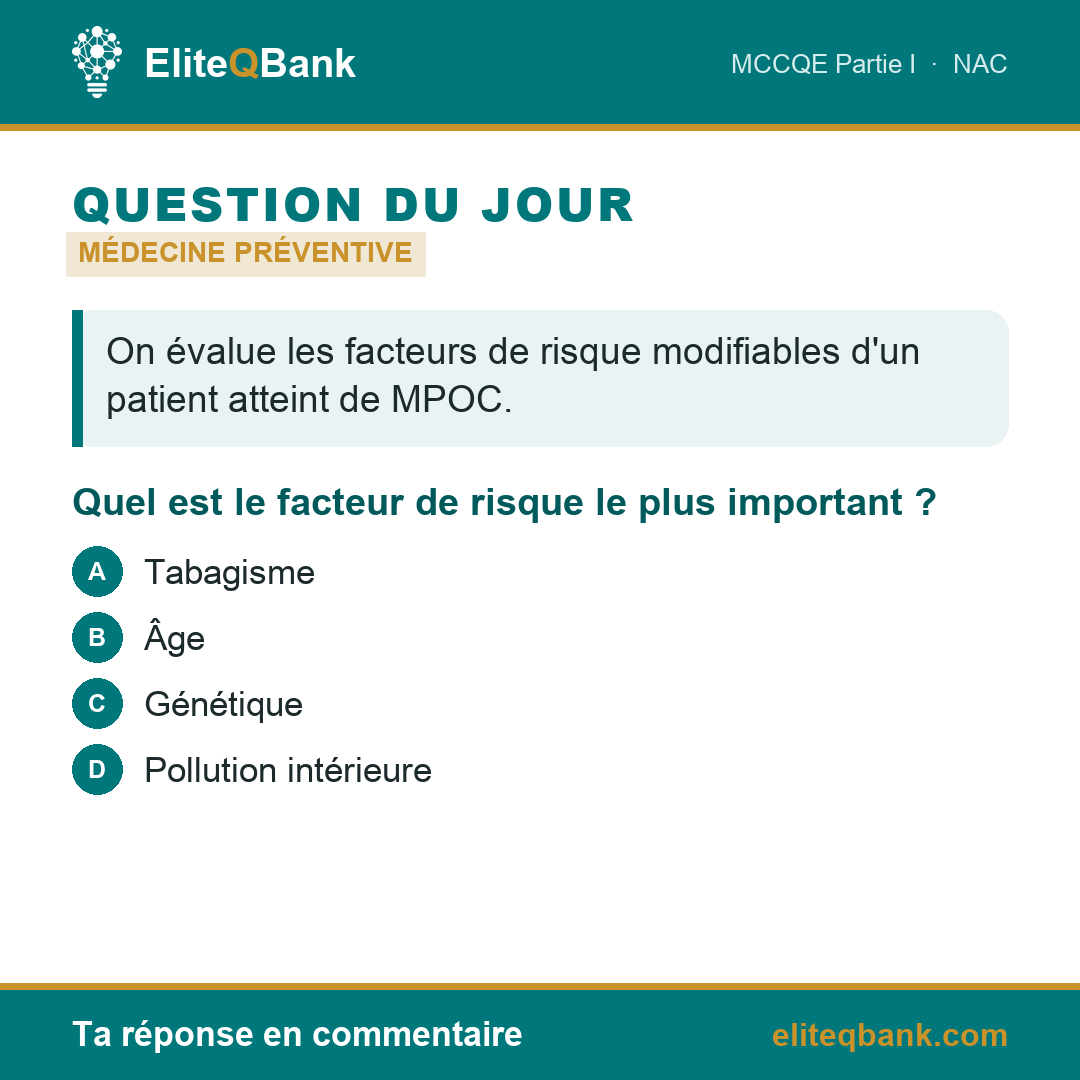 EliteQBank
MCCQE Partie I · NAC
QUESTION DU JOUR
MÉDECINE PRÉVENTIVE
On évalue les facteurs de risque modifiables d'un
patient atteint de MPOC.
Quel est le facteur de risque le plus important ?
A Tabagisme
B Âge
C Génétique
D Pollution intérieure
Ta réponse en commentaire
eliteqbank.com